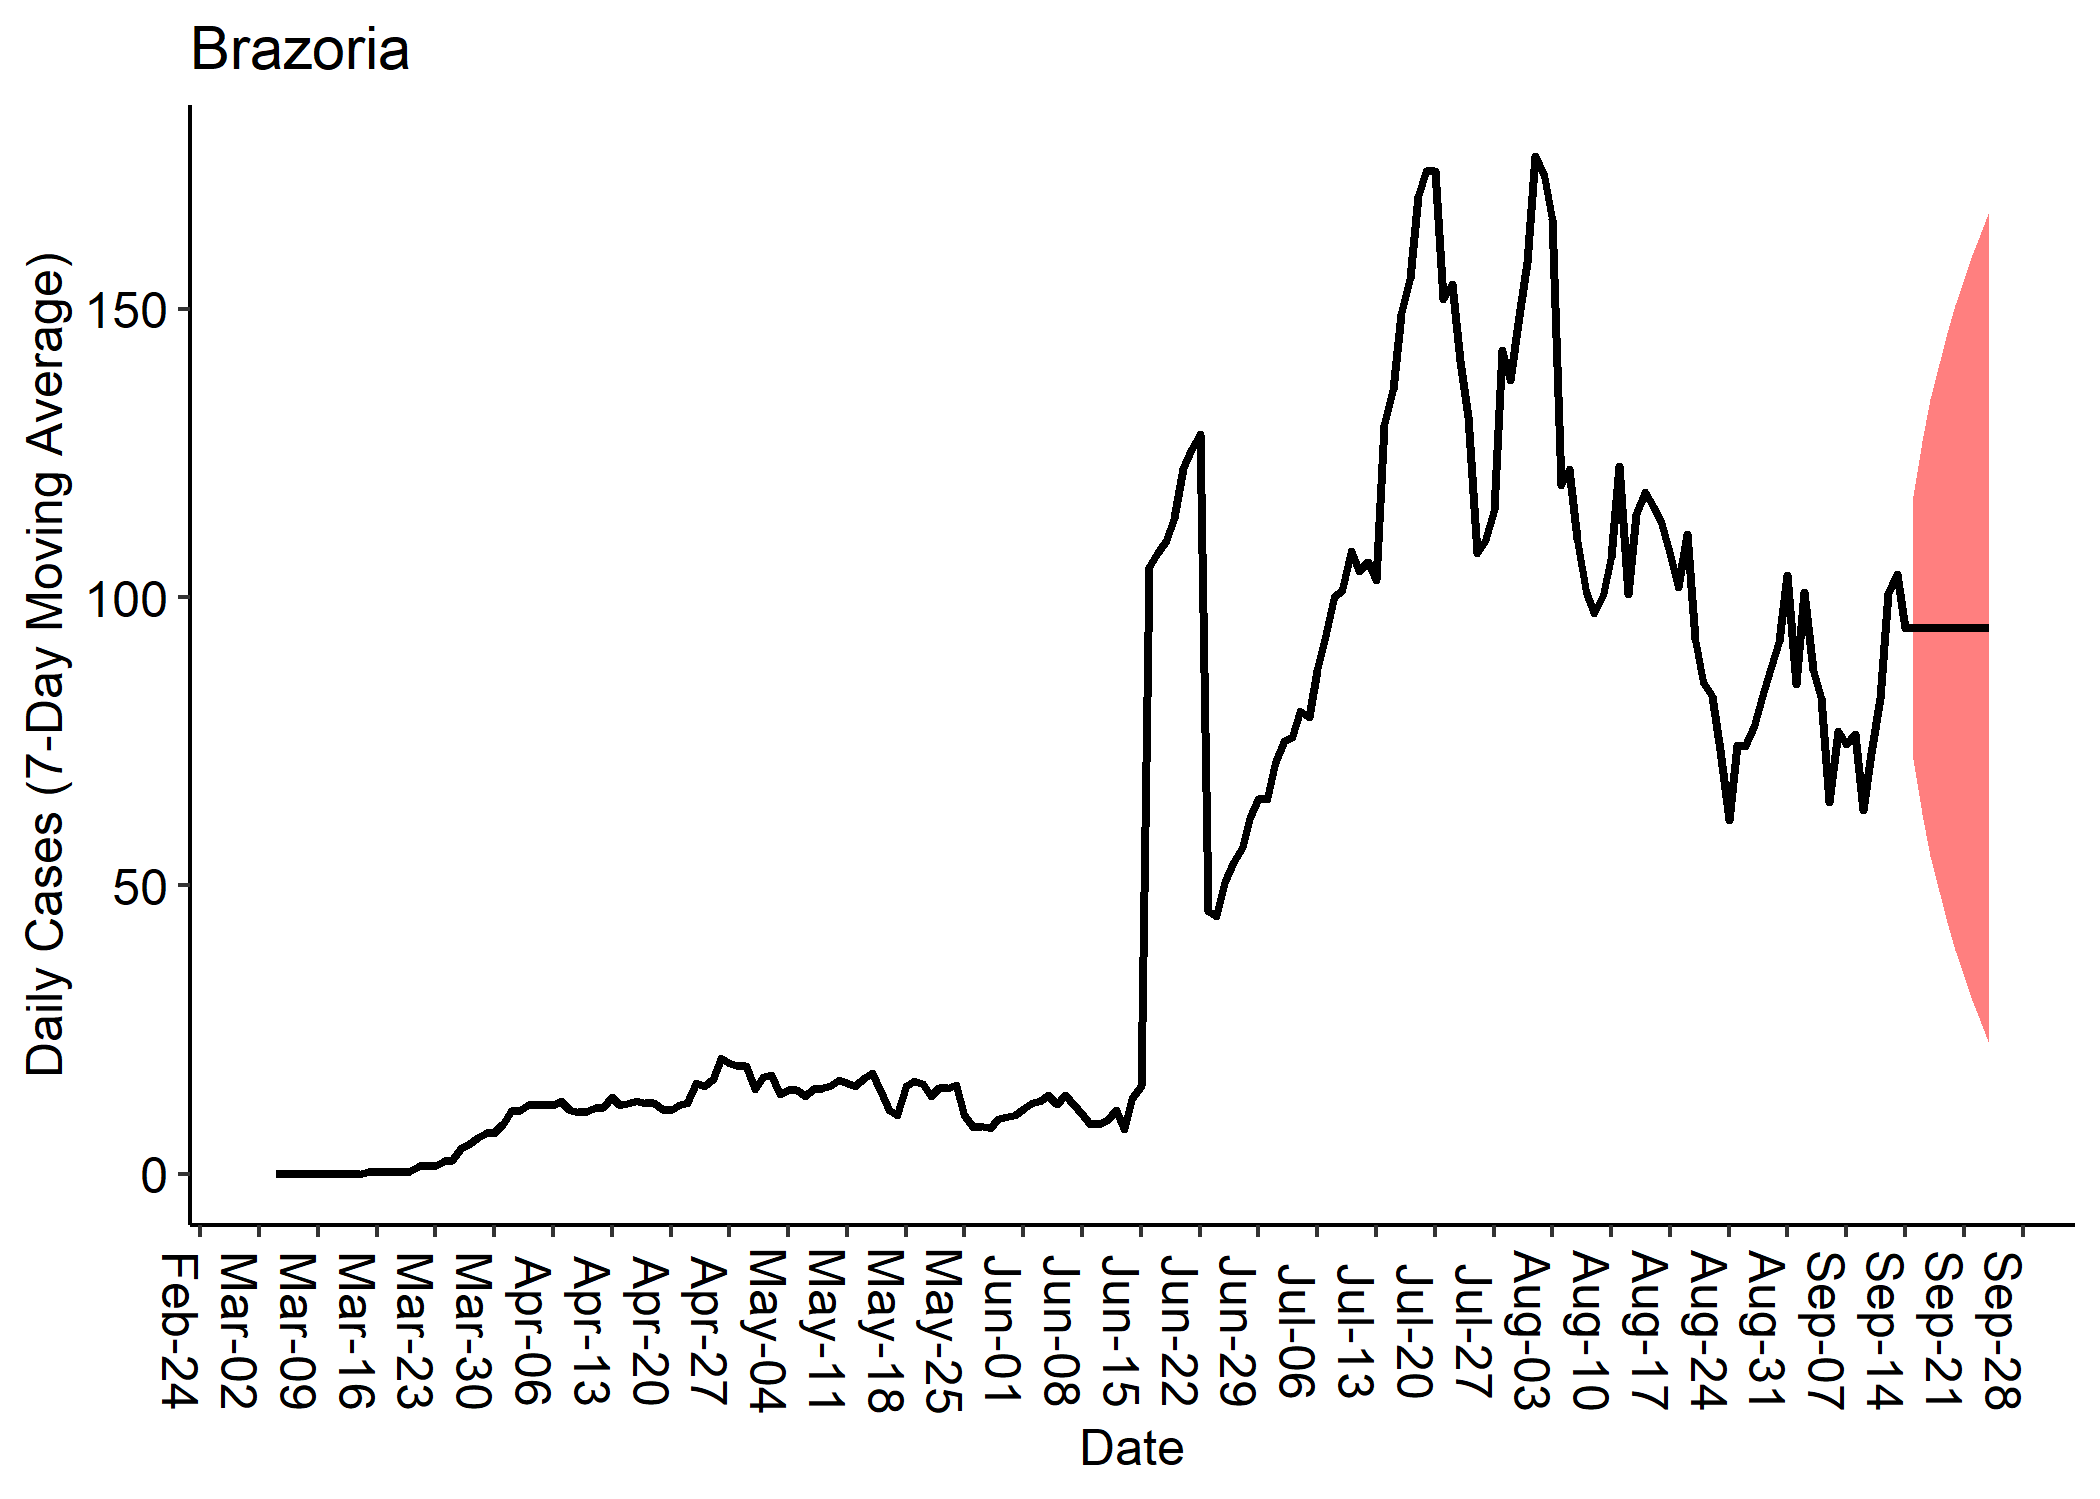 Brazoria
Daily Cases (7-Day Moving Average)
150
100
50
0
Feb-24
Mar-02
Mar-09
Mar-16
Mar-23
Mar-30
Apr-06
Apr-13
Apr-20
Apr-27
May-04
May-11
May-18
May-25
Jun-01
Jun-08
Jun-15
Jun-22
Jun-29
Jul-06
Jul-13
Jul-20
Jul-27
Aug-03
Aug-10
Aug-17
Aug-24
Aug-31
Sep-07
Sep-14
Sep-21
Sep-28
Date